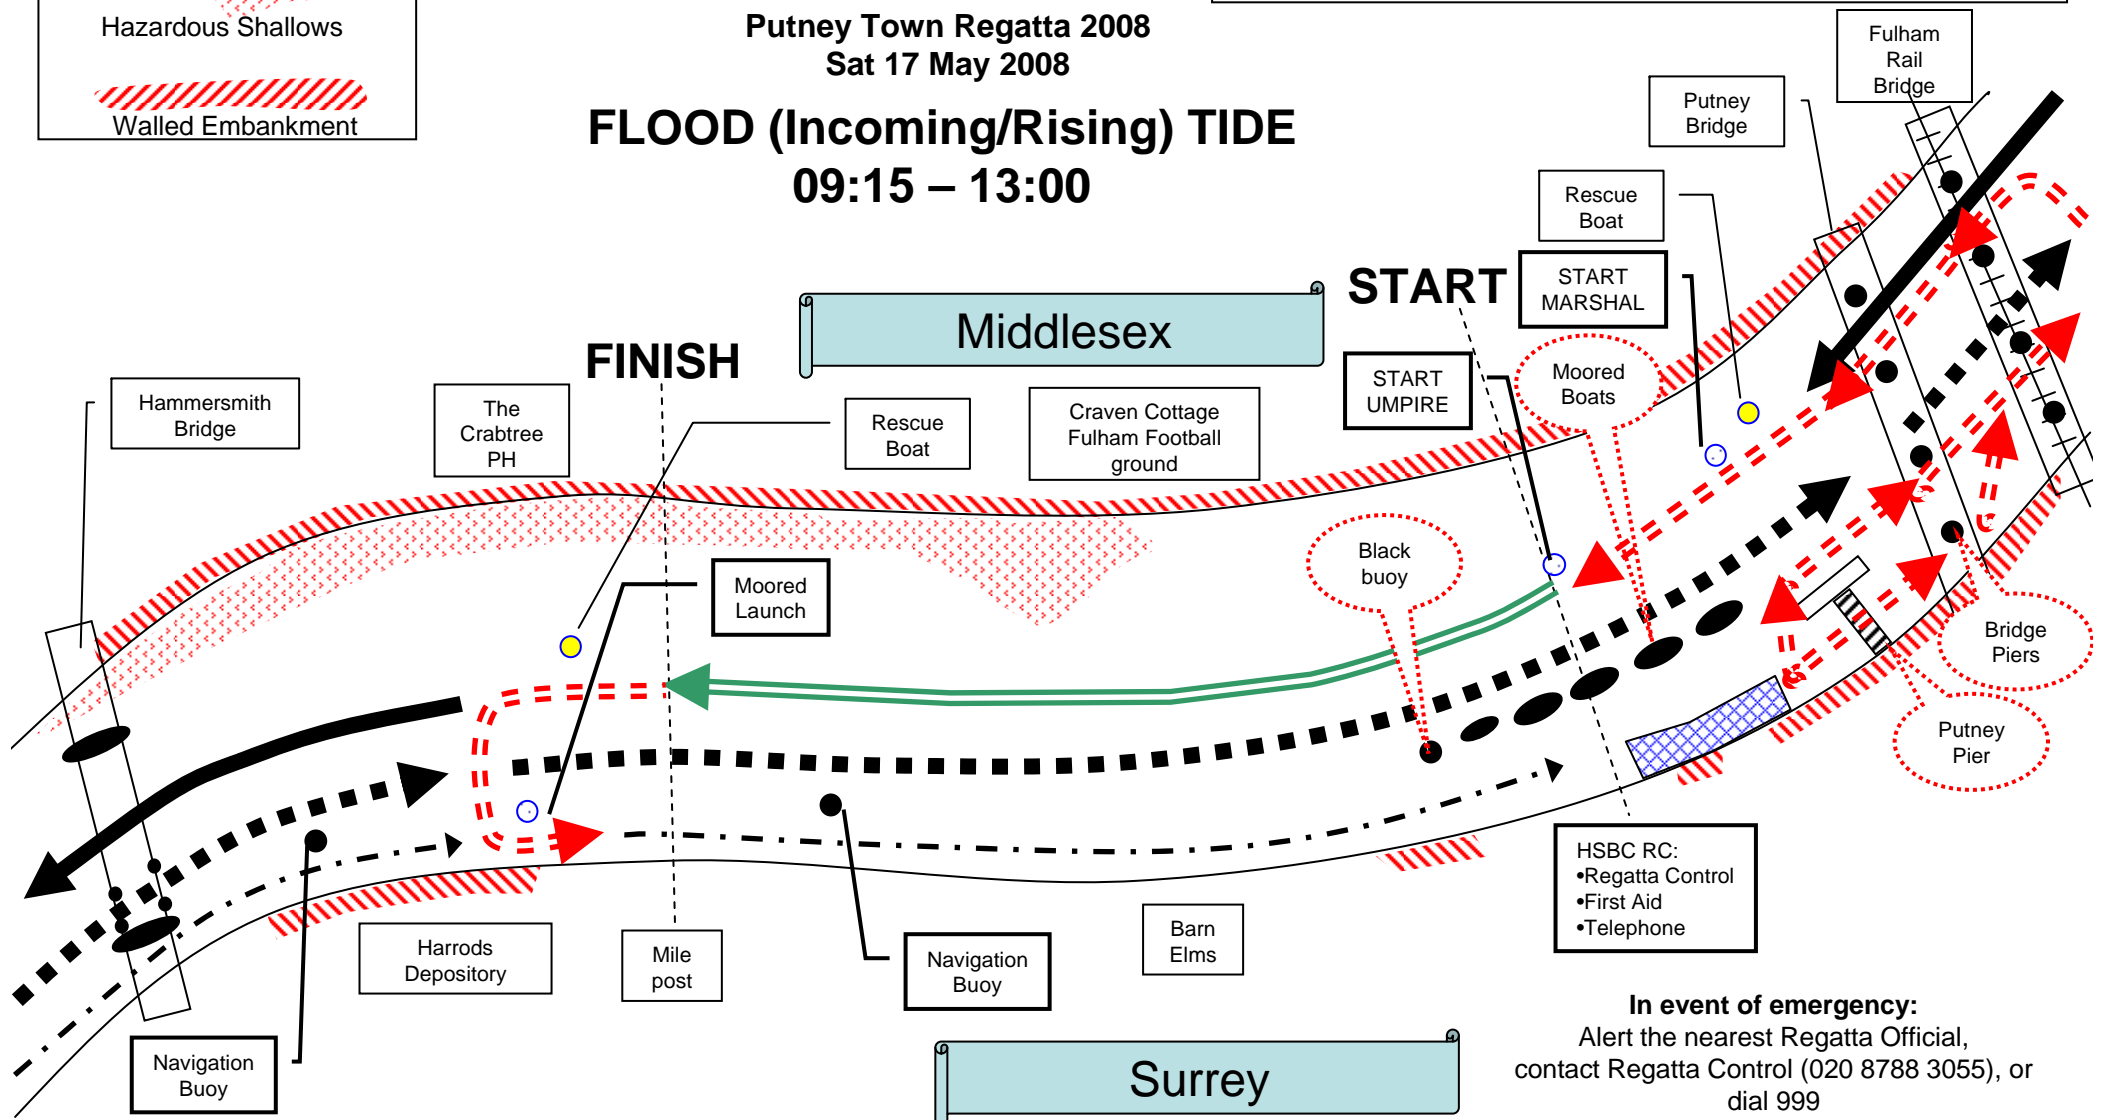 Hazardous Shallows
Walled Embankment
Putney Town Regatta 2008
Sat 17 May 2008
FLOOD (Incoming/Rising) TIDE
09:15 – 13:00
Fulham
Rail
Bridge
Putney
Bridge
Rescue
Boat
START
MARSHAL
START
Middlesex
FINISH
START
UMPIRE
Moored
Boats
Hammersmith
Bridge
The
Crabtree
PH
Rescue
Boat
Craven Cottage
Fulham Football
ground
Moored
Launch
Black
buoy
Bridge
Piers
Putney
Pier
HSBC RC:
•Regatta Control
•First Aid
•Telephone
Harrods
Depository
Mile
post
Navigation
Buoy
Barn
Elms
Navigation
Buoy
Surrey
In event of emergency:
Alert the nearest Regatta Official,
contact Regatta Control (020 8788 3055), or
dial 999